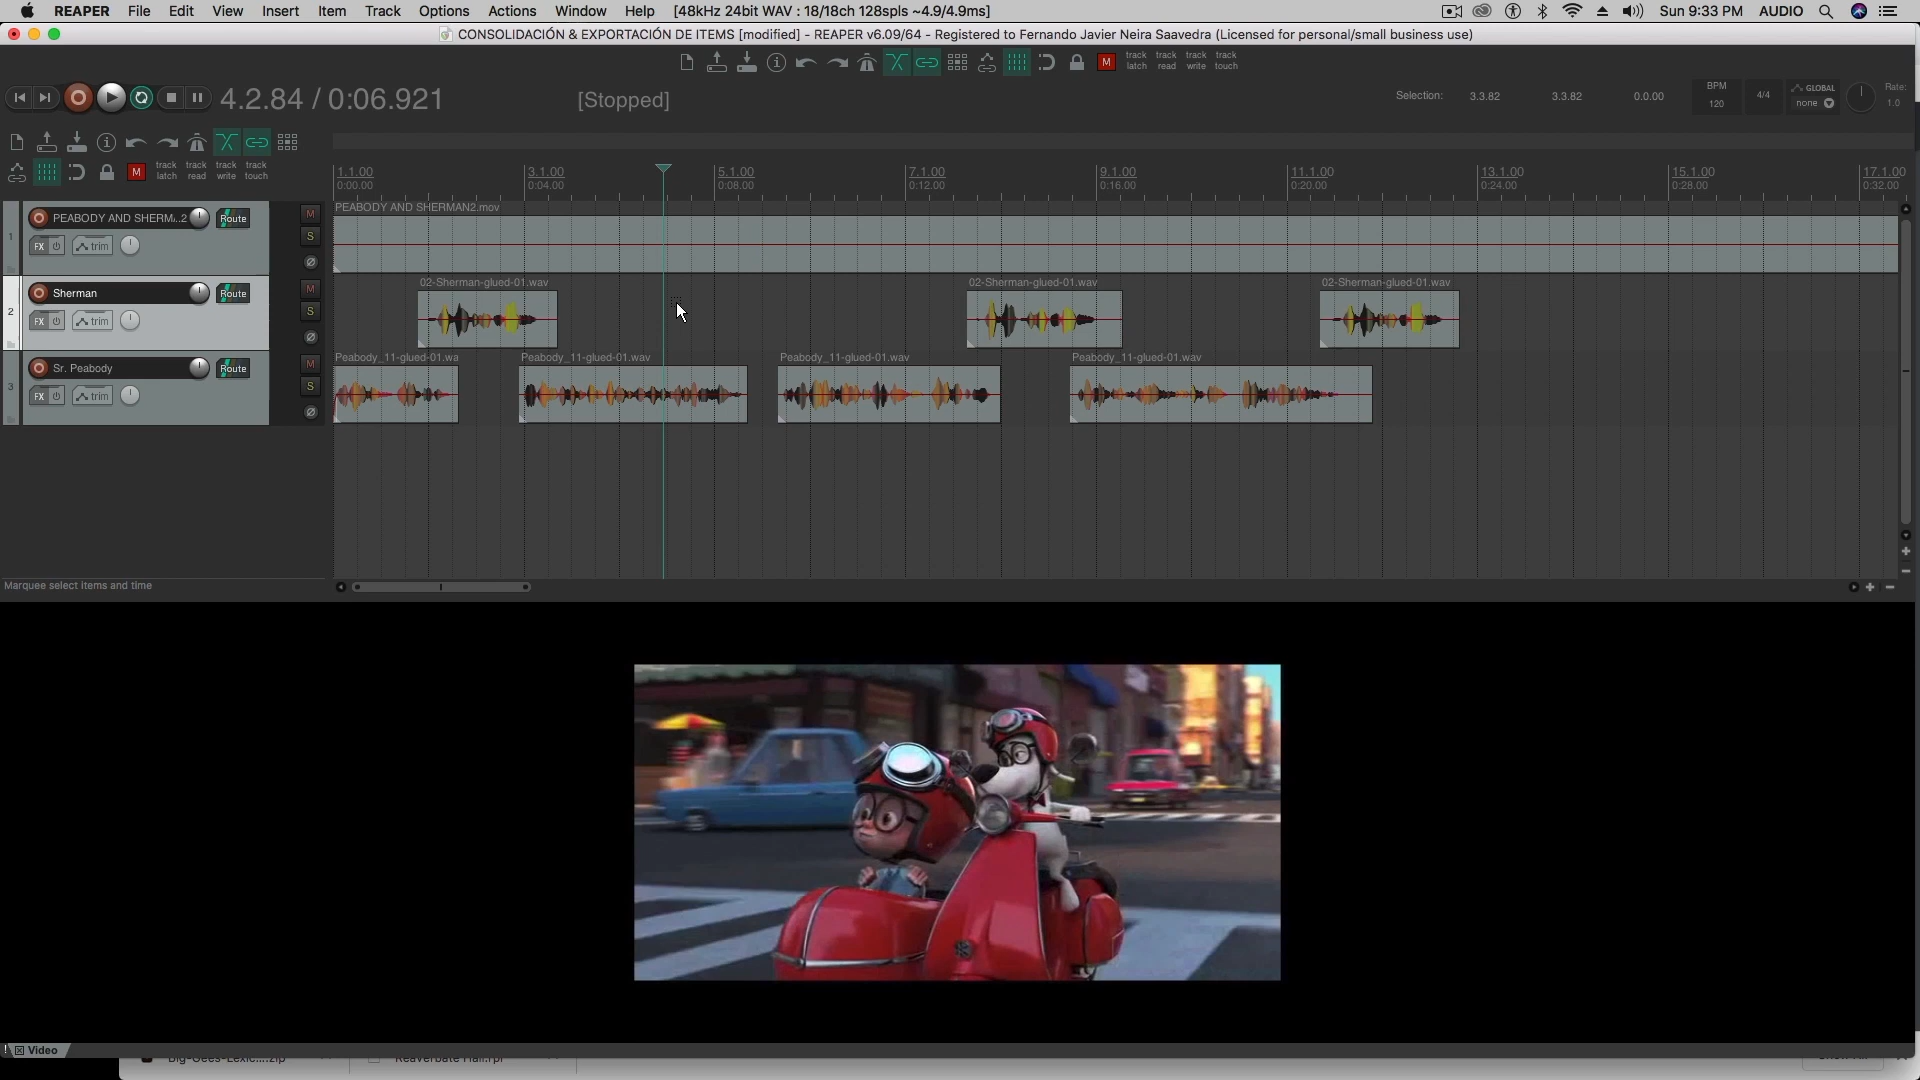 REAPER File Edit View Insert Item Track Options Actions Window Help [48kHz 24bit WAV : 18/18ch 128spls ~4.9/4.9ms] Sun 9:33 PM AUDIO
CONSOLIDACIÓN & EXPORTACIÓN DE ITEMS [modified] - REAPER v6.09/64 - Registered to Fernando Javier Neira Saavedra (Licensed for personal/small business use)
M track latch track read track write track touch
4.2.84 / 0:06.921 [Stopped] Selection: 3.3.82 3.3.82 0.0.00 BPM 120 4/4 GLOBAL none Rate: 1.0
M track latch track read track write track touch
1.1.00 3.1.00 5.1.00 7.1.00 9.1.00 11.1.00 13.1.00 15.1.00 17.1.00
0:00.00 0:04.00 0:08.00 0:12.00 0:16.00 0:20.00 0:24.00 0:28.00 0:32.00
PEABODY AND SHERMAN2.mov
1 PEABODY AND SHERM...2 Route M
FX trim S
02-Sherman-glued-01.wav 02-Sherman-glued-01.wav 02-Sherman-glued-01.wav
2 Sherman Route M
FX trim S
Peabody_11-glued-01.wa Peabody_11-glued-01.wav Peabody_11-glued-01.wav Peabody_11-glued-01.wav
3 Sr. Peabody Route M
FX trim S
Marquee select items and time
! Video